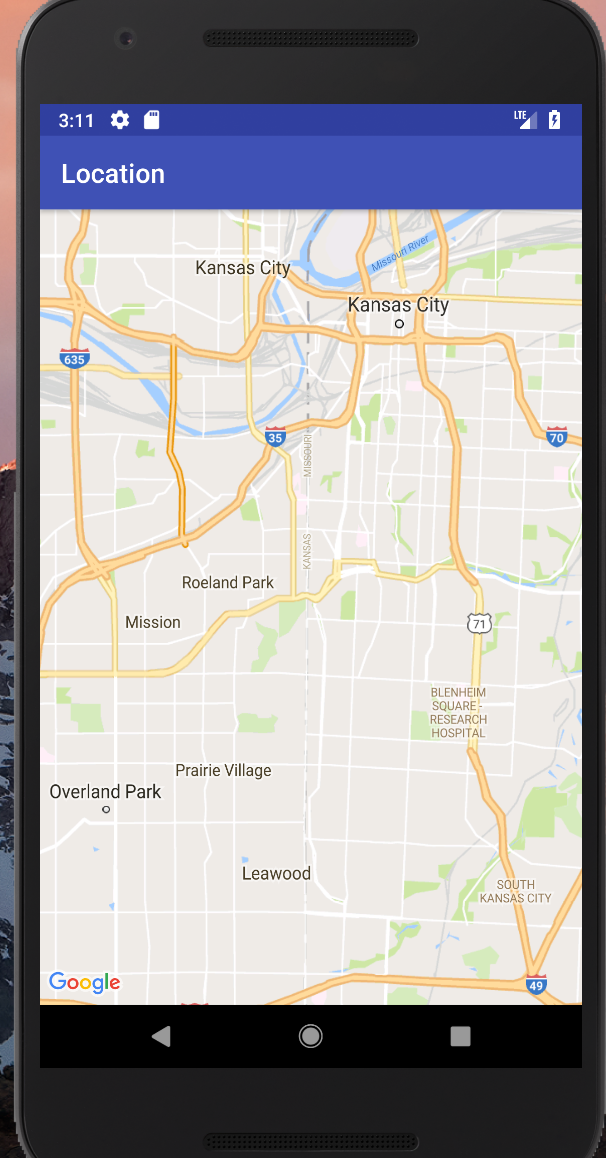 3:11
LTE
Location
Missouri River
Kansas City
Kansas City
635
35
70
MISSOURI
KANSAS
Roeland Park
Mission
71
BLENHEIM
SQUARE -
RESEARCH
HOSPITAL
Prairie Village
Overland Park
Leawood
SOUTH
KANSAS CITY
Google
49